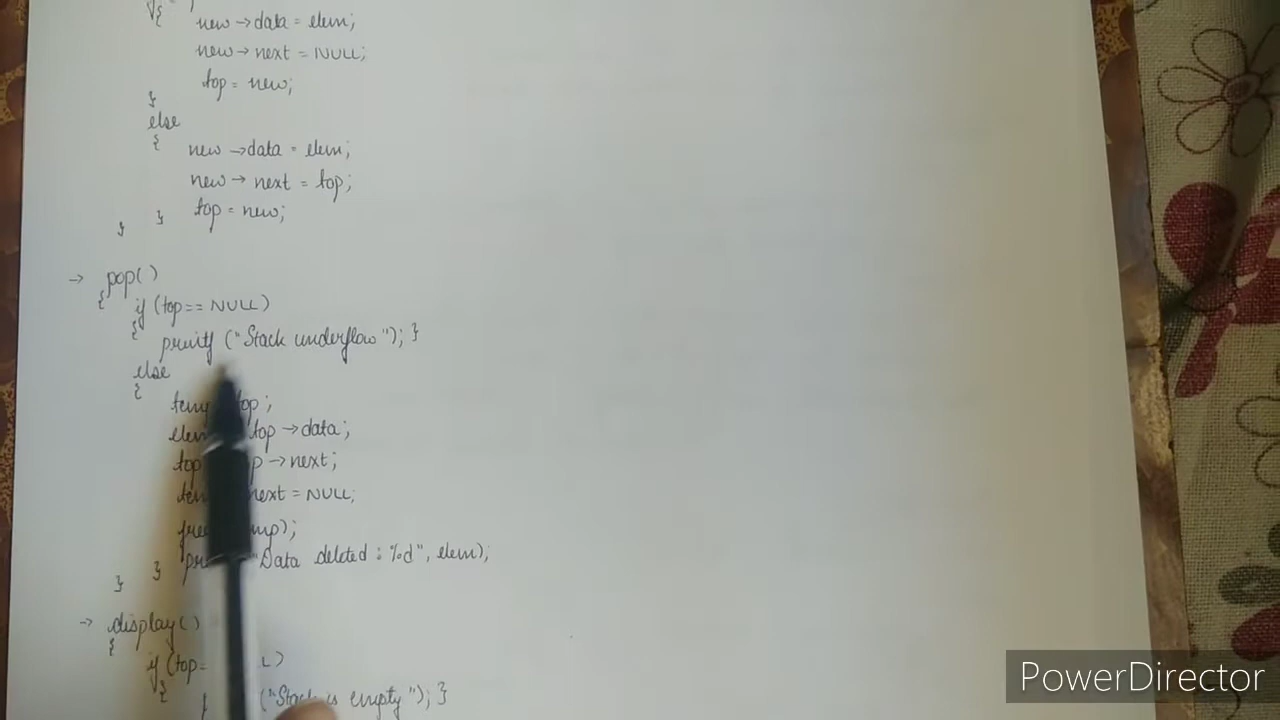 {
new → data = elem;
new → next = NULL;
top = new;
}
else
{
new → data = elem;
new → next = top;
top = new;
} }
→ pop()
{ if (top == NULL)
{ printf ("Stack underflow"); }
else
{
top;
top → data;
top → next;
next = NULL;
"Data deleted : %d", elem);
} }
→ display()
{
if (top =
{ ("Stack is empty"); }
PowerDirector